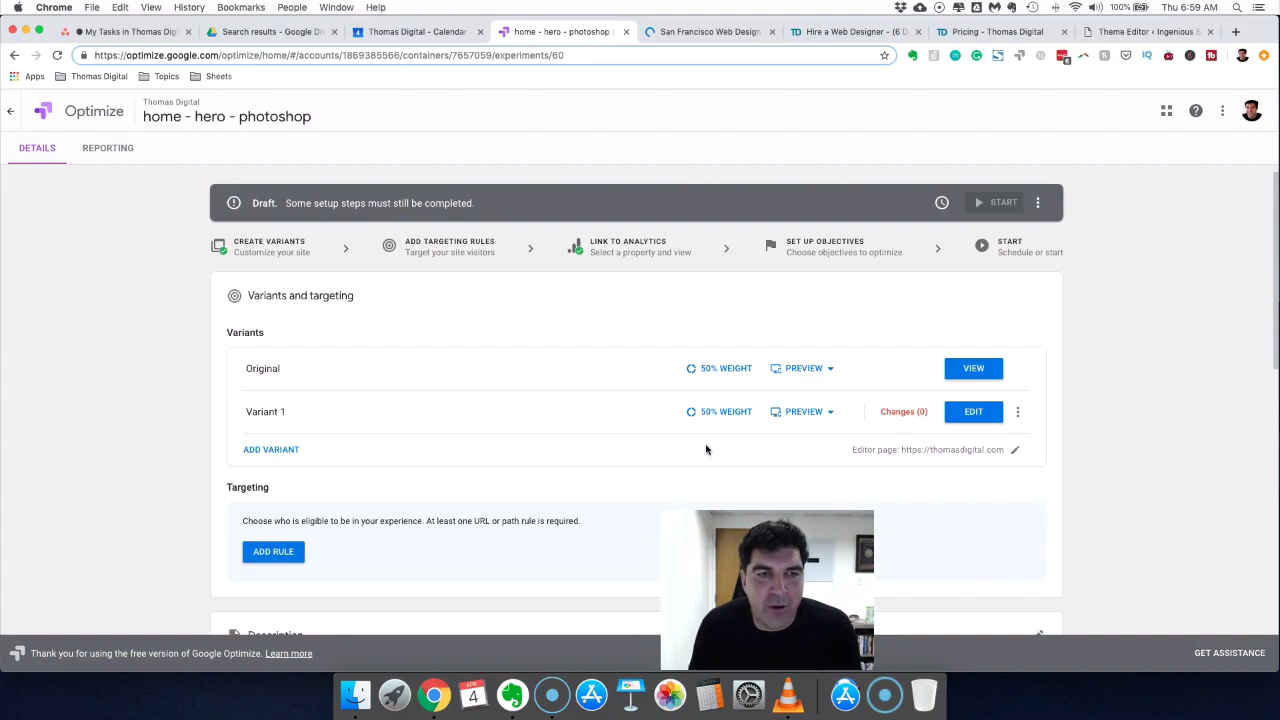 Chrome File Edit View History Bookmarks People Window Help 100% Thu 6:59 AM
My Tasks in Thomas Digital Search results - Google Dr Thomas Digital - Calendar home - hero - photoshop San Francisco Web Design Hire a Web Designer - (6 D Pricing - Thomas Digital Theme Editor ‹ Ingenious B
https://optimize.google.com/optimize/home/#/accounts/1869385566/containers/7657059/experiments/60
Apps Thomas Digital Topics Sheets
Optimize
Thomas Digital
home - hero - photoshop
DETAILS REPORTING
Draft. Some setup steps must still be completed. START
CREATE VARIANTS
Customize your site
ADD TARGETING RULES
Target your site visitors
LINK TO ANALYTICS
Select a property and view
SET UP OBJECTIVES
Choose objectives to optimize
START
Schedule or start
Variants and targeting
Variants
Original 50% WEIGHT PREVIEW VIEW
Variant 1 50% WEIGHT PREVIEW Changes (0) EDIT
ADD VARIANT Editor page: https://thomasdigital.com
Targeting
Choose who is eligible to be in your experience. At least one URL or path rule is required.
ADD RULE
Description
Thank you for using the free version of Google Optimize. Learn more GET ASSISTANCE
APR
4